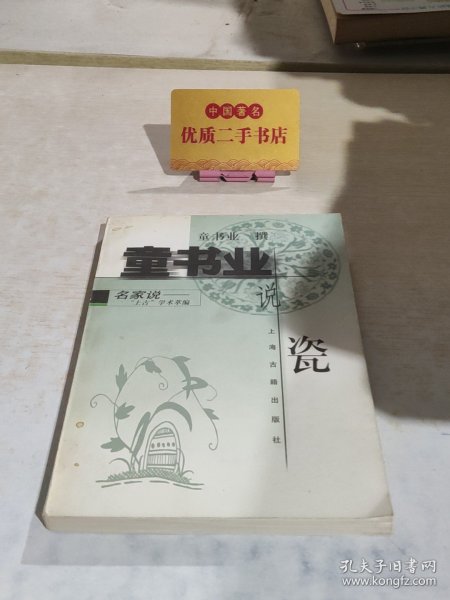 中国著名
优质二手书店
童书业 撰
童书业
说
瓷
名家说
"上古"学术萃编
上海古籍出版社
孔夫子旧书网
www.kongfz.com